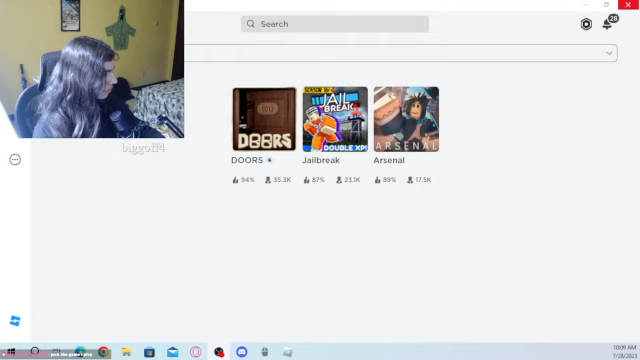 Search
28
DOORS
JAIL
BREAK
DOUBLE XP!
ARSENAL
biggoff4
DOORS
Jailbreak
Arsenal
94%
35.3K
87%
23.1K
89%
17.5K
10:09 AM
7/28/2023